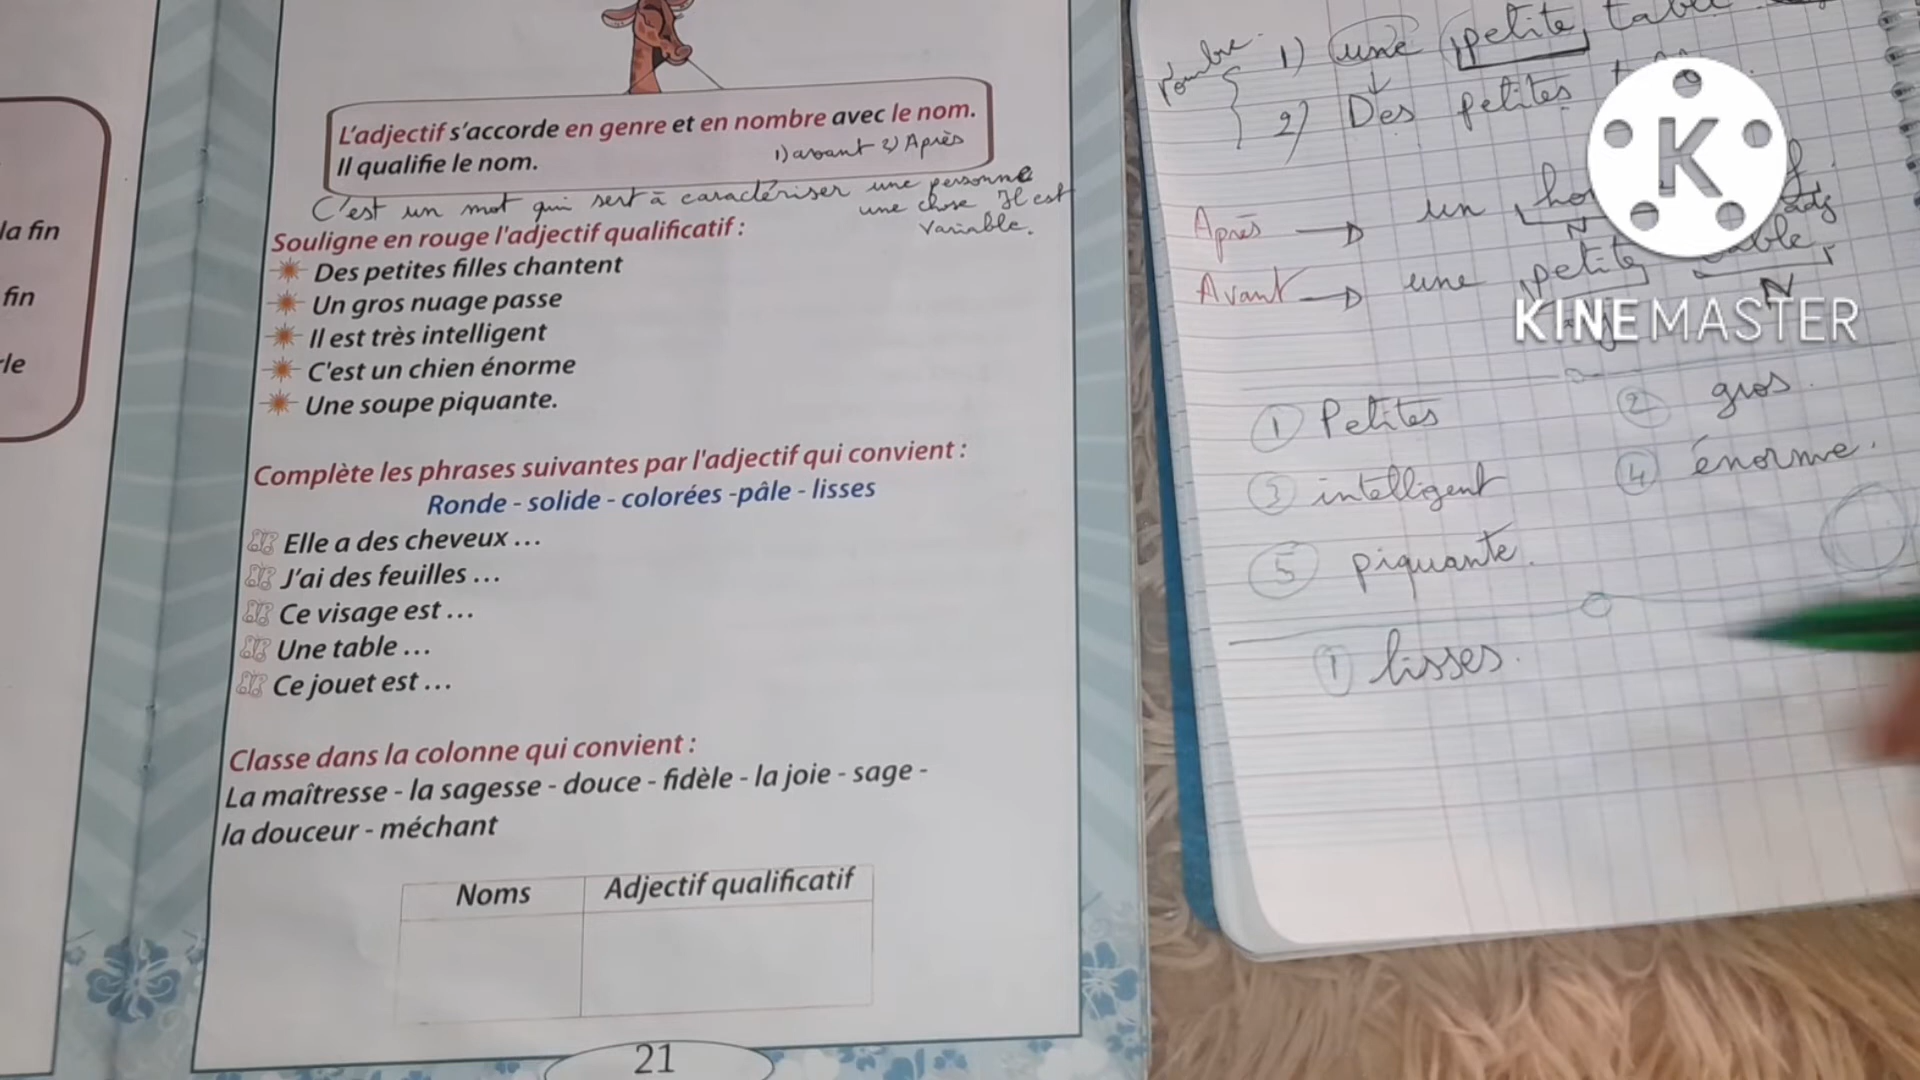 la fin
fin
rle
L'adjectif s'accorde en genre et en nombre avec le nom.
Il qualifie le nom.
1) avant 2) Après
C'est un mot qui sert à caractériser une personne
une chose Il est
variable.
Souligne en rouge l'adjectif qualificatif :
Des petites filles chantent
Un gros nuage passe
Il est très intelligent
C'est un chien énorme
Une soupe piquante.
Complète les phrases suivantes par l'adjectif qui convient :
Ronde - solide - colorées -pâle - lisses
Elle a des cheveux ...
J'ai des feuilles ...
Ce visage est ...
Une table ...
Ce jouet est ...
Classe dans la colonne qui convient :
La maîtresse - la sagesse - douce - fidèle - la joie - sage -
la douceur - méchant
Noms Adjectif qualificatif
21
1) une petite table
2) Des petites
Après un
N adj
Avant une petite
N
K
KINEMASTER
1 Petites 2 gros.
3 intelligent 4 énorme.
5 piquante.
1 lisses.